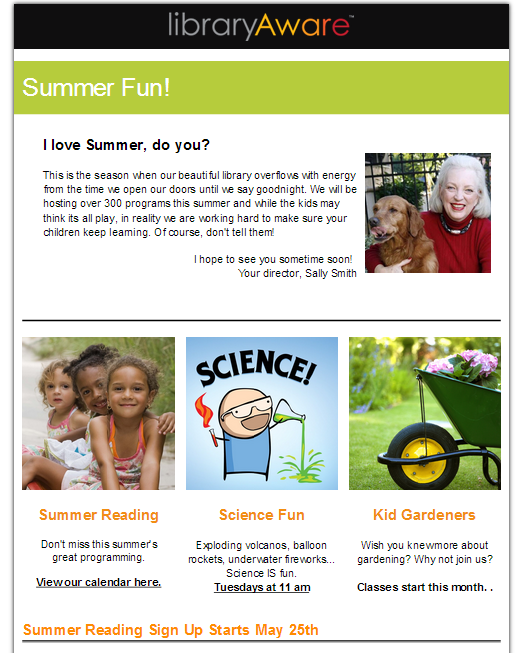 libraryAware™
Summer Fun!
I love Summer, do you?
This is the season when our beautiful library overflows with energy
from the time we open our doors until we say goodnight. We will be
hosting over 300 programs this summer and while the kids may
think its all play, in reality we are working hard to make sure your
children keep learning. Of course, don't tell them!
I hope to see you sometime soon!
Your director, Sally Smith
SCIENCE!
Summer Reading
Don't miss this summer's
great programming.
View our calendar here.
Science Fun
Exploding volcanos, balloon
rockets, underwater fireworks...
Science IS fun.
Tuesdays at 11 am
Kid Gardeners
Wish you knew more about
gardening? Why not join us?
Classes start this month. .
Summer Reading Sign Up Starts May 25th